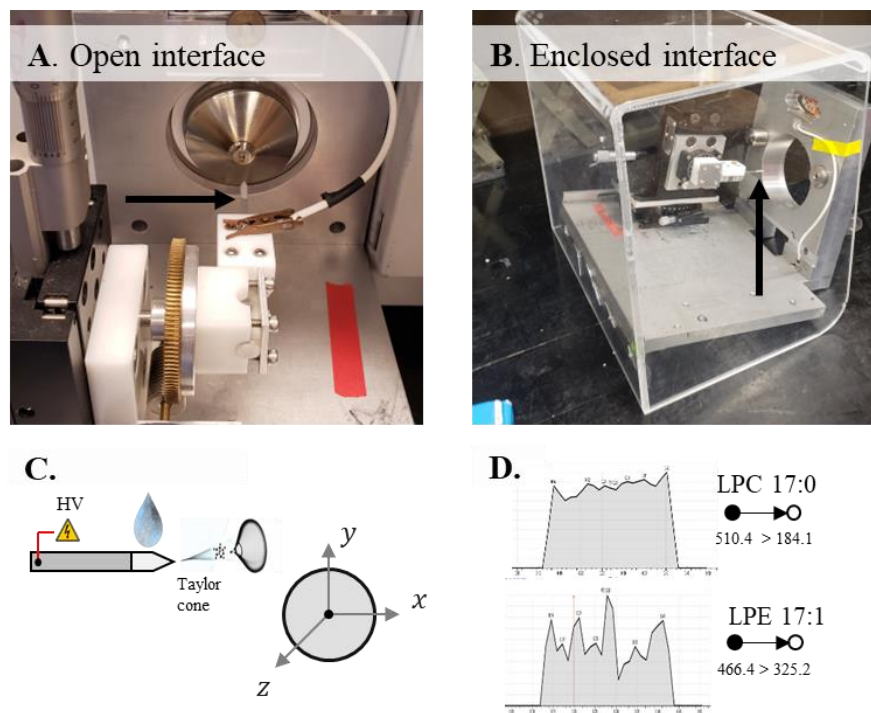 A. Open interface
B. Enclosed interface
C.
HV
Taylor
cone
y
x
z
D.
LPC 17:0
510.4 > 184.1
LPE 17:1
466.4 > 325.2